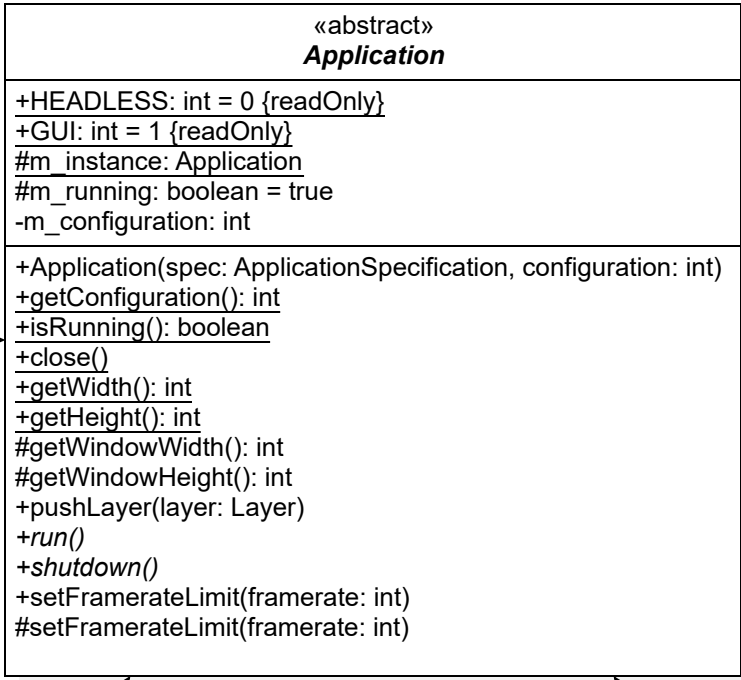 «abstract»
Application
+HEADLESS: int = 0 {readOnly}
+GUI: int = 1 {readOnly}
#m_instance: Application
#m_running: boolean = true
-m_configuration: int
+Application(spec: ApplicationSpecification, configuration: int)
+getConfiguration(): int
+isRunning(): boolean
+close()
+getWidth(): int
+getHeight(): int
#getWindowWidth(): int
#getWindowHeight(): int
+pushLayer(layer: Layer)
+run()
+shutdown()
+setFramerateLimit(framerate: int)
#setFramerateLimit(framerate: int)